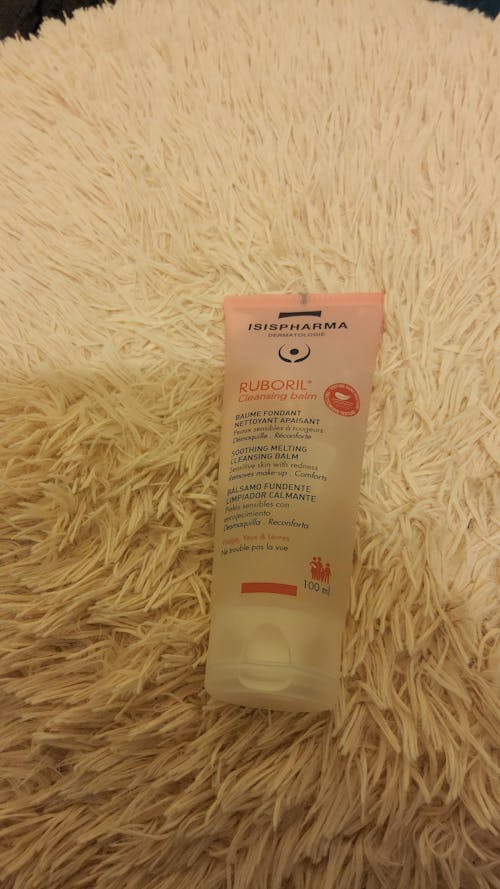 ISISPHARMA
DERMATOLOGIE
RUBORIL®
Cleansing balm
BAUME FONDANT
NETTOYANT APAISANT
Peaux sensibles à rougeurs
Démaquille . Réconforte
SOOTHING MELTING
CLEANSING BALM
Sensitive skin with redness
Removes make-up . Comforts
BÁLSAMO FUNDENTE
LIMPIADOR CALMANTE
Pieles sensibles con
enrojecimiento
Desmaquilla . Reconforta
Visage, Yeux & Lèvres
Ne trouble pas la vue
100 ml